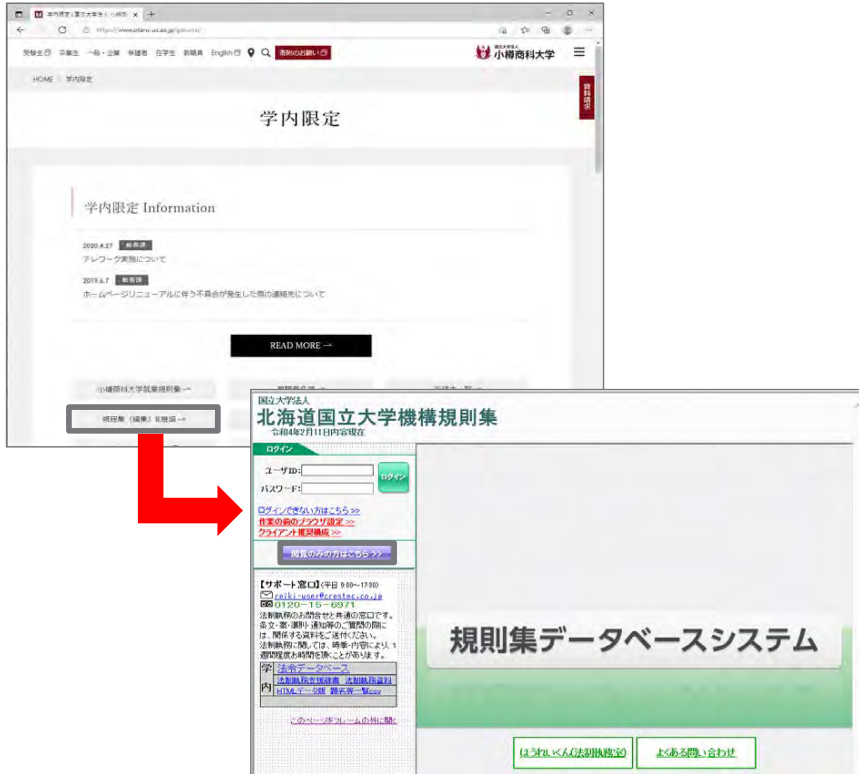 学内限定 | 国立大学法人 小樽商
https://www.otaru-uc.ac.jp/
受験生 卒業生 一般・企業 保護者 在学生 教職員 English 寄附のお願い
国立大学法人
小樽商科大学
HOME 学内限定
資料請求
学内限定
学内限定 Information
2020.4.27 総務課
テレワーク実施について
2019.6.7 総務課
ホームページリニューアルに伴う不具合が発生した際の連絡先について
READ MORE
小樽商科大学就業規則集
規程集(編集)
国立大学法人
北海道国立大学機構規則集
令和4年2月11日内容現在
ログイン
ユーザID:
パスワード:
ログイン
ログインできない方はこちら >>
作業の前のブラウザ設定 >>
クライアント推奨構成 >>
閲覧のみの方はこちら >>
【サポート窓口】(平日 9:00~17:30)
reiki-user@crestec.co.jp
0120-15-6971
法制執務のお問合せと共通の窓口です。
条文・案・謝則・通知等のご質問の際に
は、関係する資料をご送付ください。
法制執務に関しては、時季・内容により、1
週間程度お時間を頂くことがあります。
学内
法令データベース
法制執務支援辞書 法制執務資料
HTMLデータ版 題名等一覧csv
このページをフレームの外に開く
規則集データベースシステム
ほうれいくん(法制執務室)
よくある問い合わせ